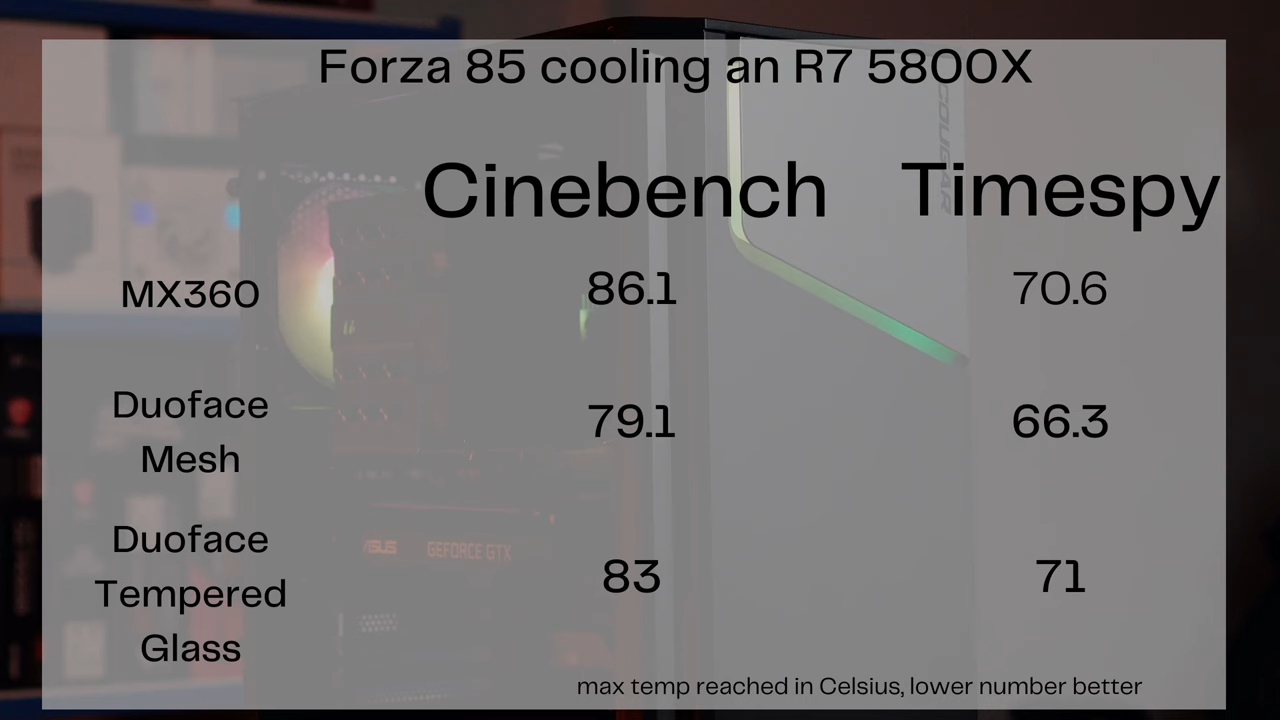 Forza 85 cooling an R7 5800X
Cinebench Timespy
MX360 86.1 70.6
Duoface
Mesh
79.1 66.3
Duoface
Tempered
Glass
83 71
max temp reached in Celsius, lower number better
COUGAR
ASUS GEFORCE GTX